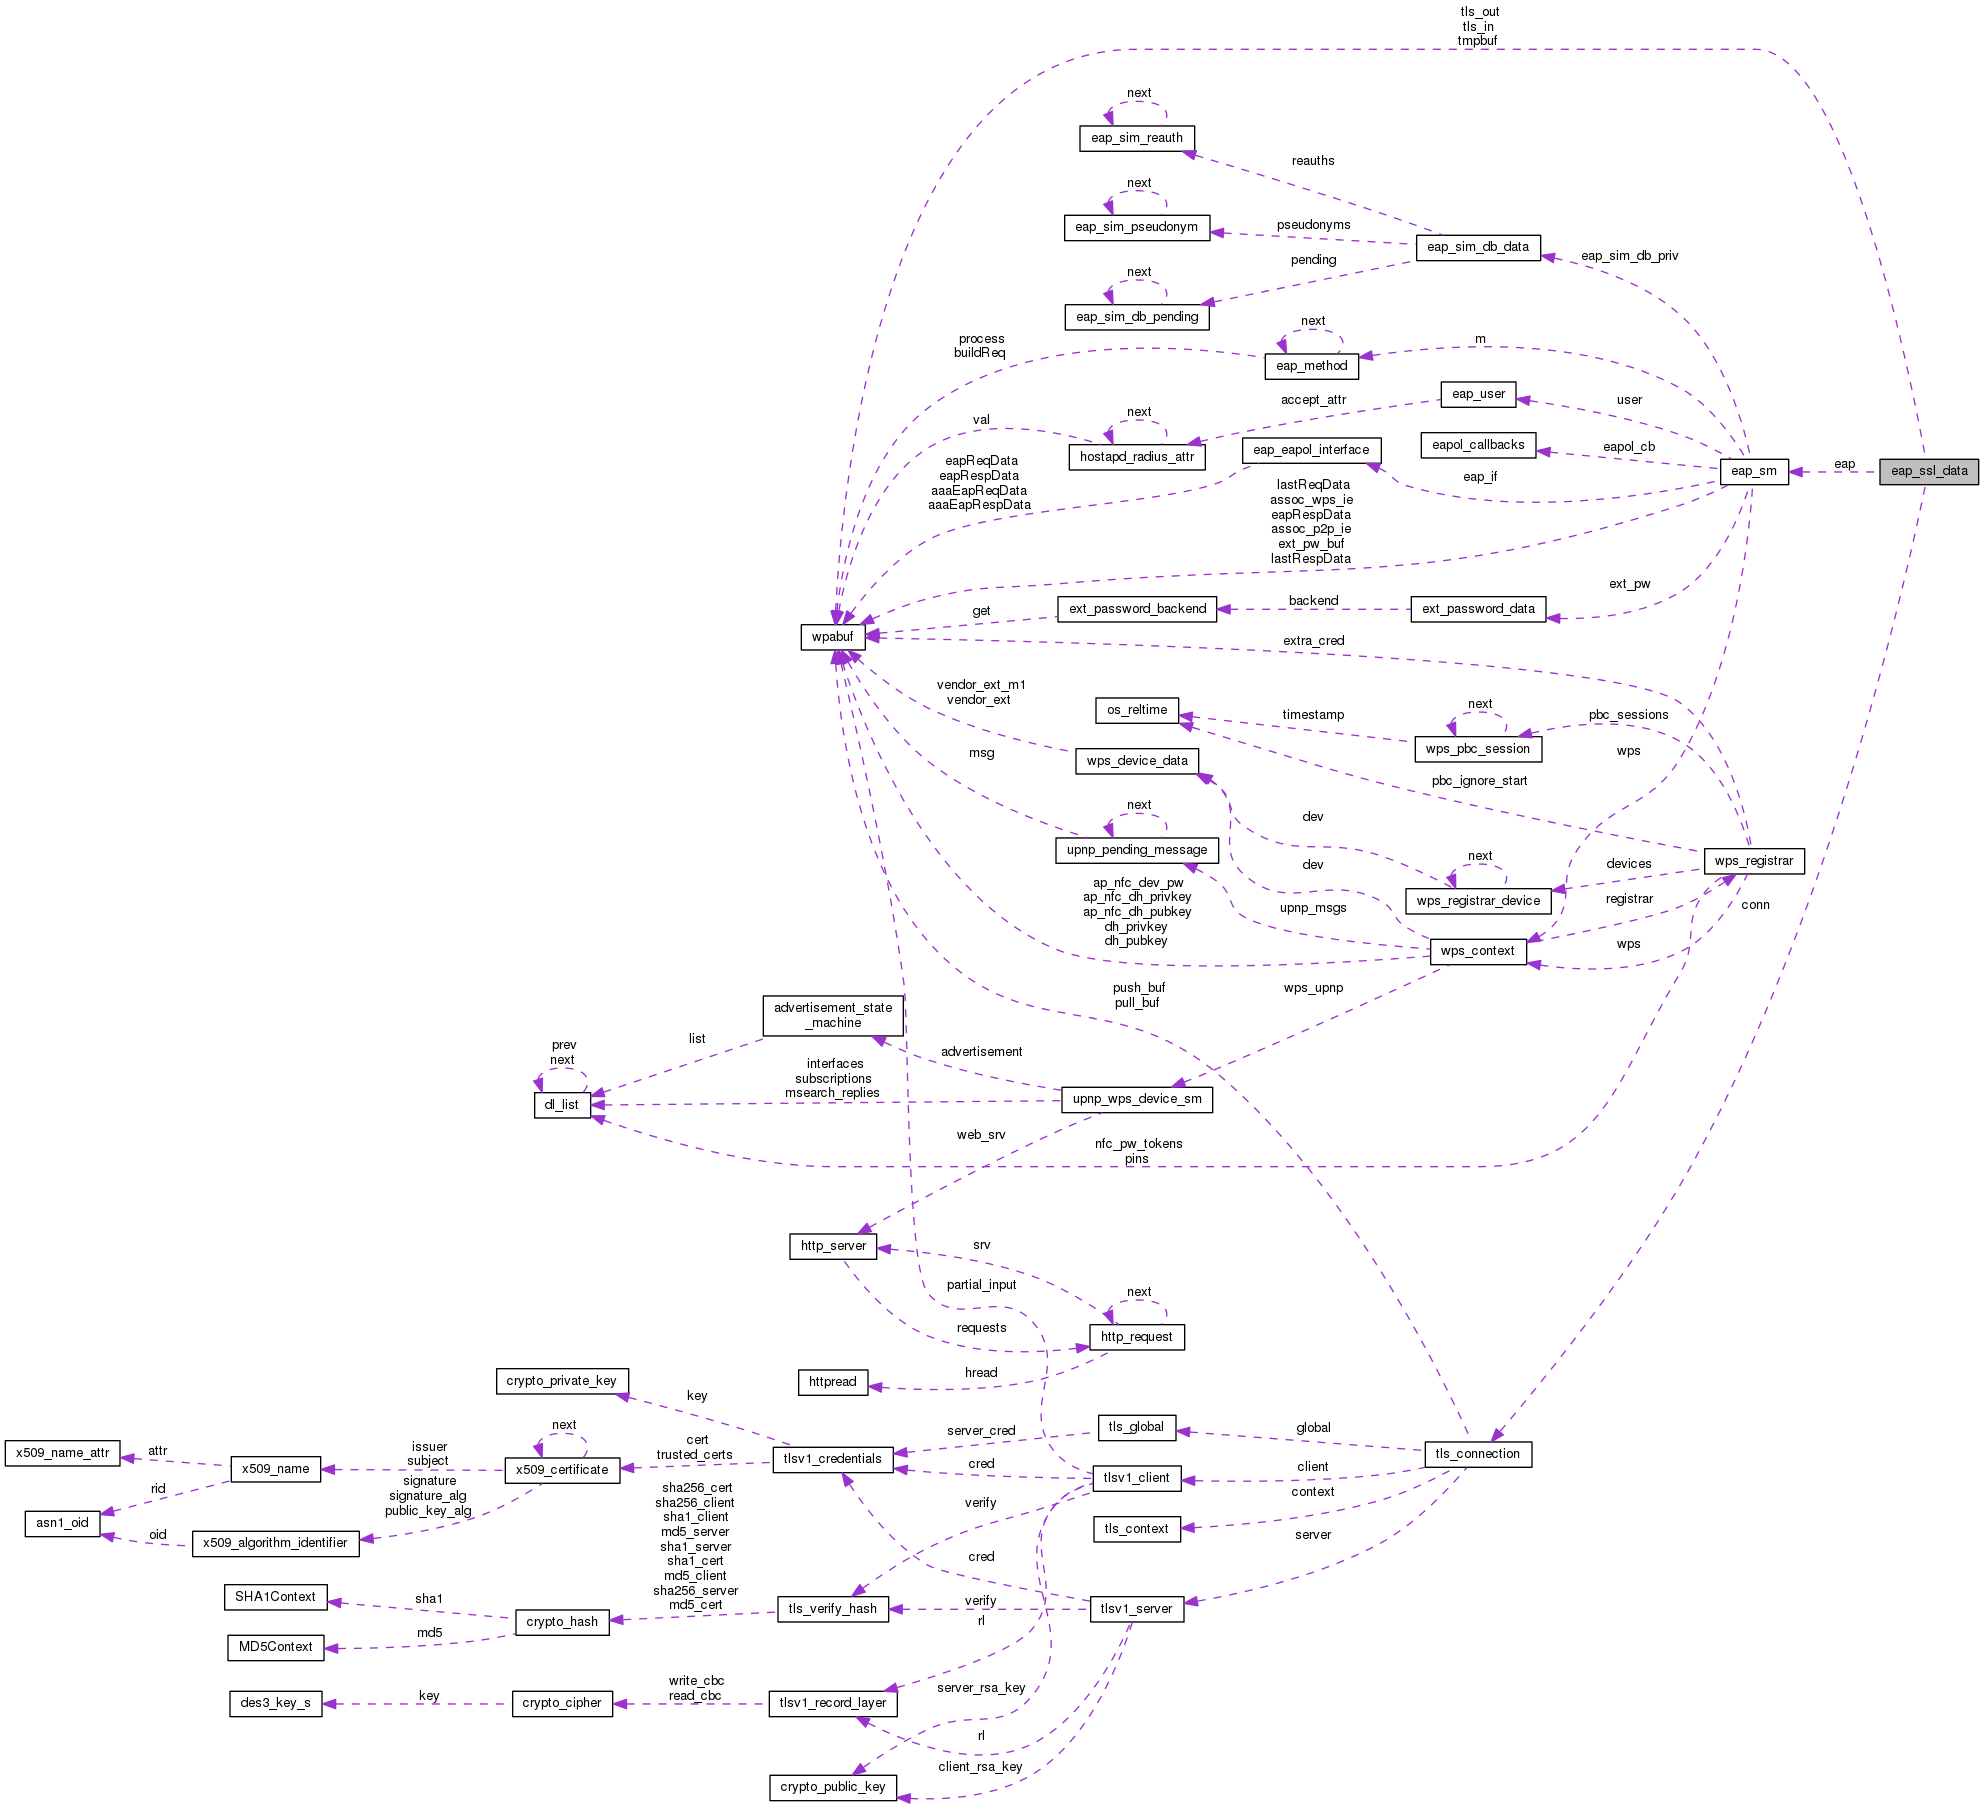 tls_out
tls_in
tmpbuf
next
eap_sim_reauth
reauths
next
pseudonyms
eap_sim_pseudonym
eap_sim_db_data
eap_sim_db_priv
pending
next
eap_sim_db_pending
next
process
buildReq
m
eap_method
eap_user
user
accept_attr
next
val
hostapd_radius_attr
eap_eapol_interface
eapol_callbacks
eapol_cb
eap_sm
eap
eap_ssl_data
eap_if
eapReqData
eapRespData
aaaEapReqData
aaaEapRespData
lastReqData
assoc_wps_ie
eapRespData
assoc_p2p_ie
ext_pw_buf
lastRespData
ext_pw
backend
get
ext_password_backend
ext_password_data
wpabuf
extra_cred
vendor_ext_m1
vendor_ext
os_reltime
timestamp
next
pbc_sessions
wps_pbc_session
wps
msg
wps_device_data
pbc_ignore_start
next
dev
upnp_pending_message
next
devices
wps_registrar
dev
ap_nfc_dev_pw
ap_nfc_dh_privkey
ap_nfc_dh_pubkey
dh_privkey
dh_pubkey
upnp_msgs
wps_registrar_device
registrar
conn
wps_context
wps
push_buf
pull_buf
wps_upnp
advertisement_state
_machine
list
advertisement
prev
next
dl_list
interfaces
subscriptions
msearch_replies
upnp_wps_device_sm
web_srv
nfc_pw_tokens
pins
http_server
srv
partial_input
next
requests
http_request
hread
httpread
crypto_private_key
key
next
attr
x509_name_attr
issuer
subject
x509_name
x509_certificate
cert
trusted_certs
tlsv1_credentials
server_cred
tls_global
global
tls_connection
cred
tlsv1_client
client
context
rid
signature
signature_alg
public_key_alg
asn1_oid
oid
x509_algorithm_identifier
verify
tls_context
server
sha256_cert
sha256_client
sha1_client
md5_server
sha1_server
sha1_cert
md5_client
sha256_server
md5_cert
cred
SHA1Context
sha1
crypto_hash
tls_verify_hash
verify
tlsv1_server
rl
MD5Context
md5
des3_key_s
key
crypto_cipher
write_cbc
read_cbc
tlsv1_record_layer
server_rsa_key
rl
client_rsa_key
crypto_public_key